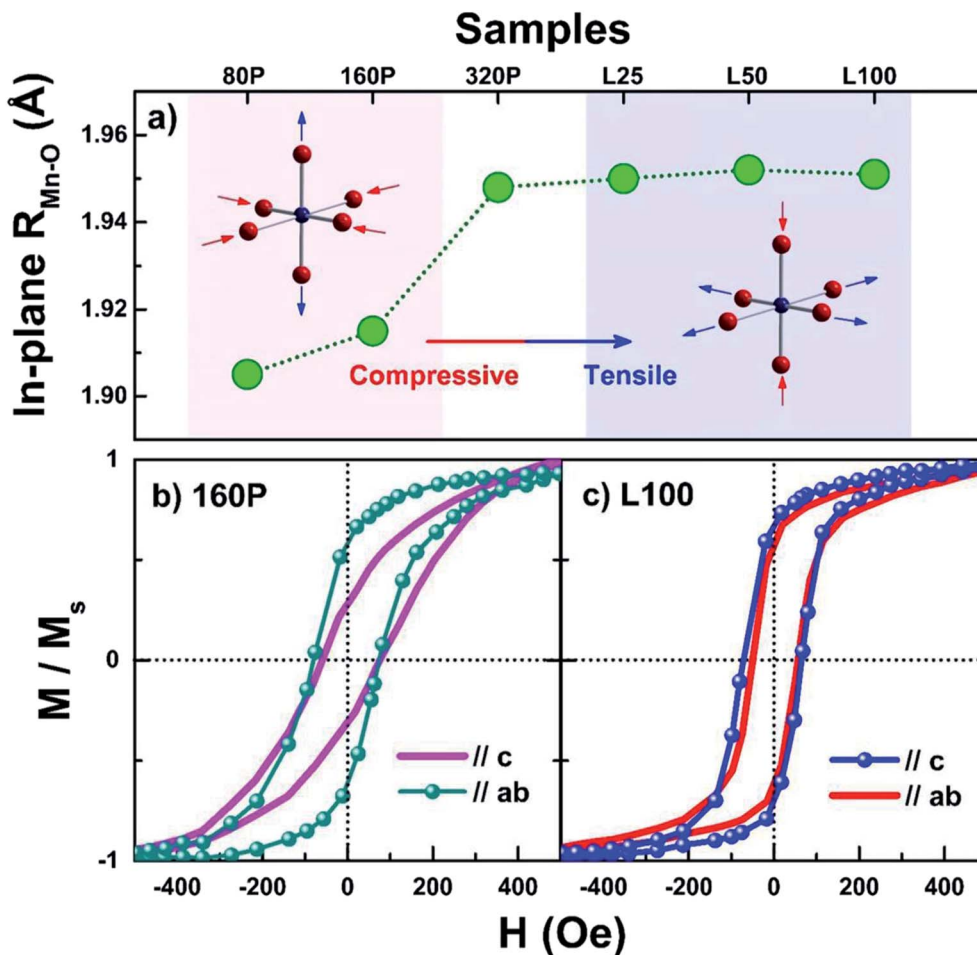 Samples
80P 160P 320P L25 L50 L100
a)
In-plane R_Mn-O (Å)
1.96
1.94
1.92
1.90
Compressive Tensile
b) 160P
c) L100
M / M_s
1
0
-1
// c
// ab
// c
// ab
-400 -200 0 200 400
-400 -200 0 200 400
H (Oe)